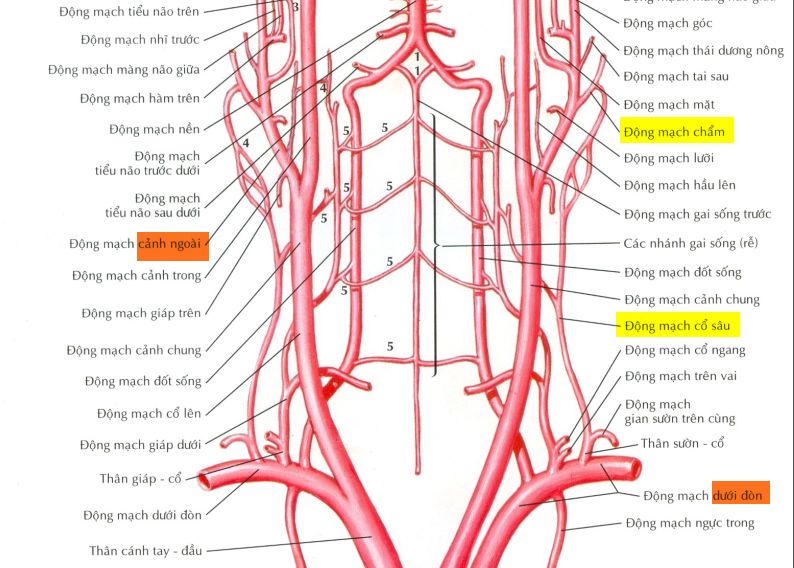 Động mạch tiểu não trên
Động mạch nhĩ trước
Động mạch màng não giữa
Động mạch hàm trên
Động mạch nền
Động mạch
tiểu não trước dưới
Động mạch
tiểu não sau dưới
Động mạch cảnh ngoài
Động mạch cảnh trong
Động mạch giáp trên
Động mạch cảnh chung
Động mạch đốt sống
Động mạch cổ lên
Động mạch giáp dưới
Thân giáp - cổ
Động mạch dưới đòn
Thân cánh tay - đầu
3
1
1
4
4
5
5
5
5
5
5
5
5
Động mạch góc
Động mạch thái dương nông
Động mạch tai sau
Động mạch mặt
Động mạch chẩm
Động mạch lưỡi
Động mạch hầu lên
Động mạch gai sống trước
Các nhánh gai sống (rễ)
Động mạch đốt sống
Động mạch cảnh chung
Động mạch cổ sâu
Động mạch cổ ngang
Động mạch trên vai
Động mạch
gian sườn trên cùng
Thân sườn - cổ
Động mạch dưới đòn
Động mạch ngực trong